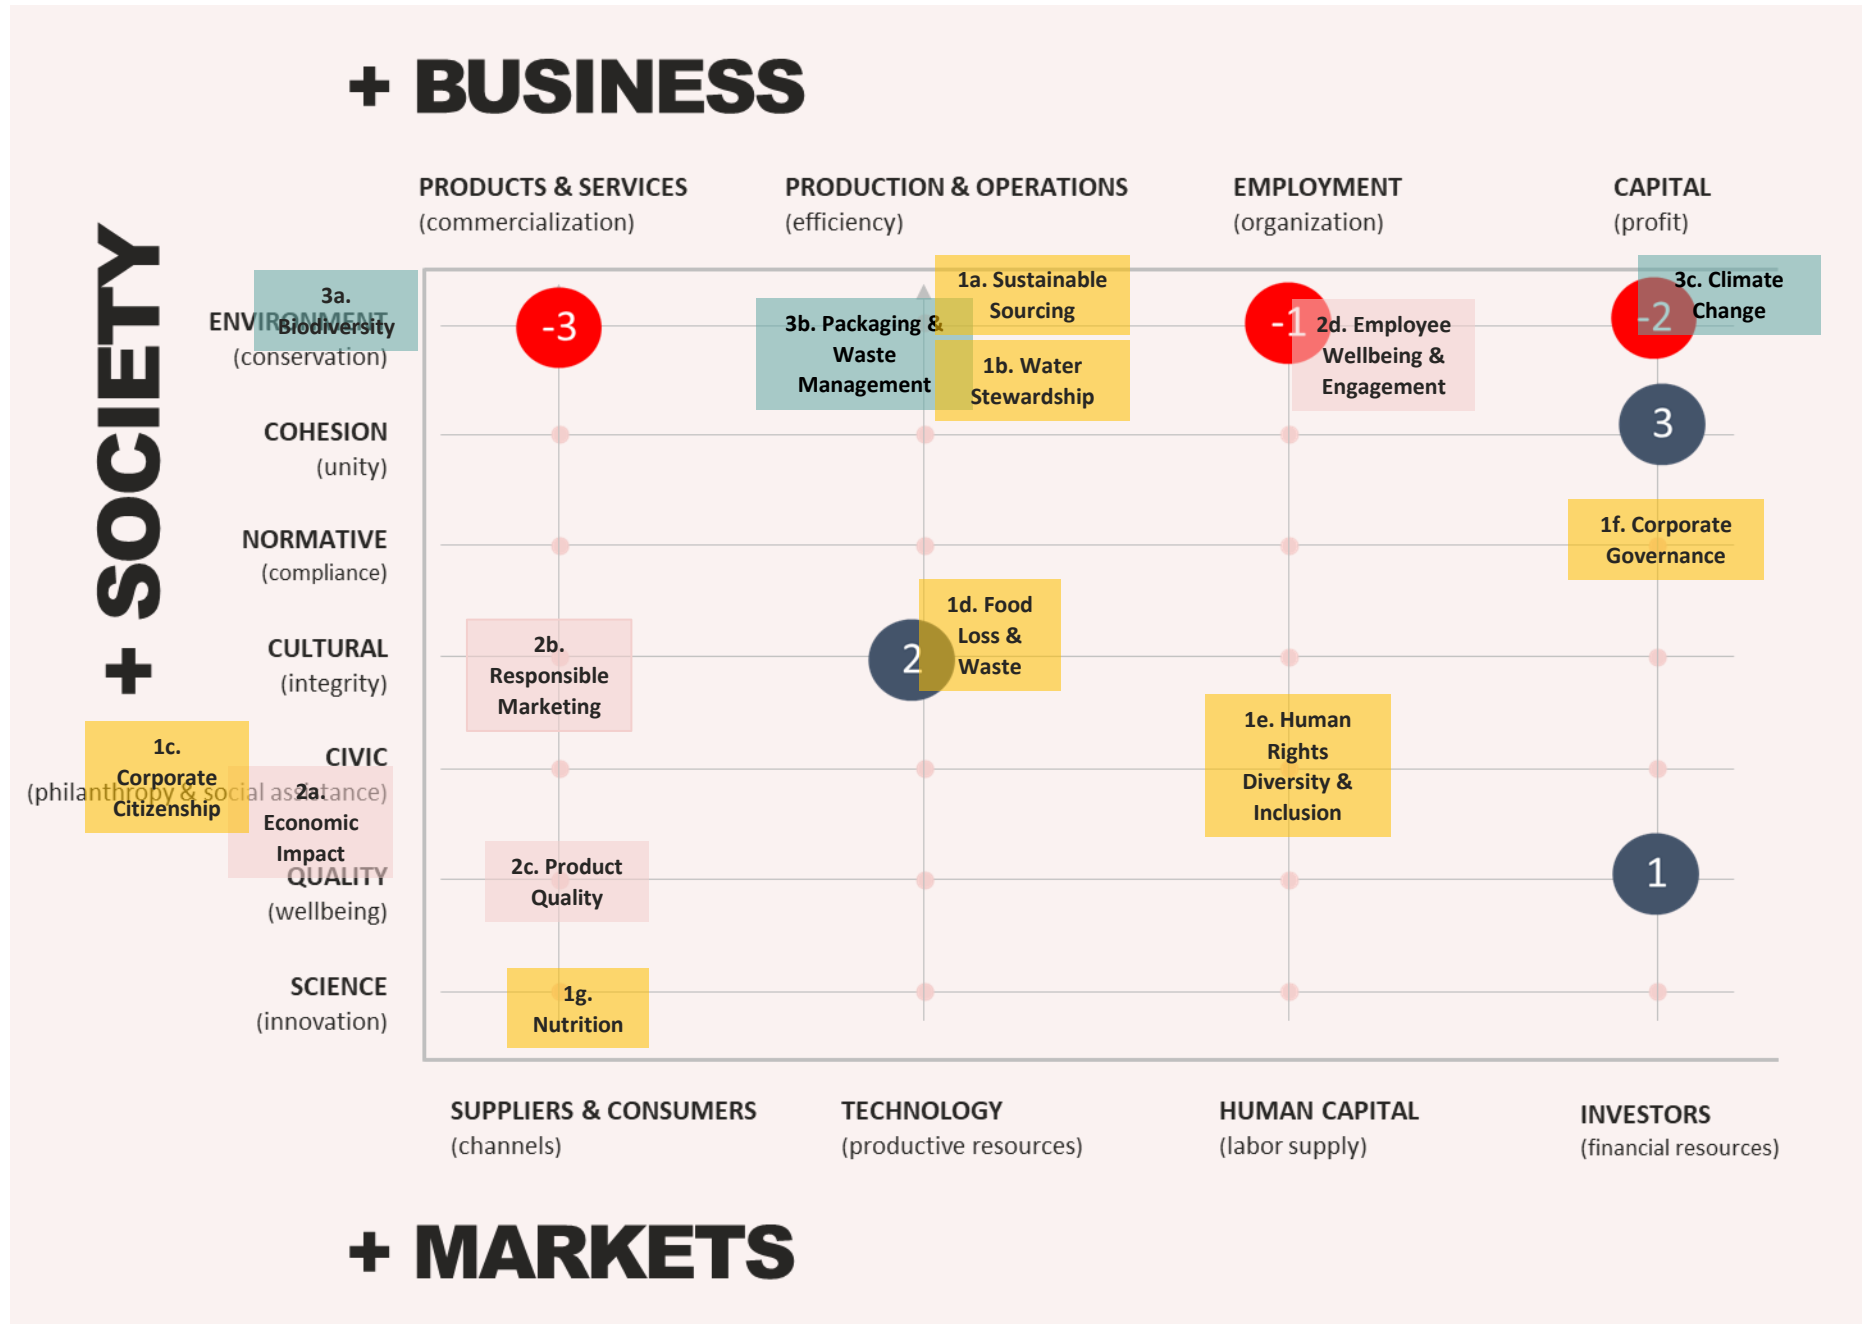 + BUSINESS
PRODUCTS & SERVICES
(commercialization)
PRODUCTION & OPERATIONS
(efficiency)
EMPLOYMENT
(organization)
CAPITAL
(profit)
+ SOCIETY
ENVIRONMENT
(conservation)
3a.
Biodiversity
-3
3b. Packaging &
Waste
Management
1a. Sustainable
Sourcing
1b. Water
Stewardship
-1
2d. Employee
Wellbeing &
Engagement
-2
3c. Climate
Change
COHESION
(unity)
3
NORMATIVE
(compliance)
1f. Corporate
Governance
CULTURAL
(integrity)
2b.
Responsible
Marketing
2
1d. Food
Loss &
Waste
CIVIC
(philanthropy & social assistance)
1c.
Corporate
Citizenship
2a.
Economic
Impact
1e. Human
Rights
Diversity &
Inclusion
QUALITY
(wellbeing)
2c. Product
Quality
1
SCIENCE
(innovation)
1g.
Nutrition
SUPPLIERS & CONSUMERS
(channels)
TECHNOLOGY
(productive resources)
HUMAN CAPITAL
(labor supply)
INVESTORS
(financial resources)
+ MARKETS